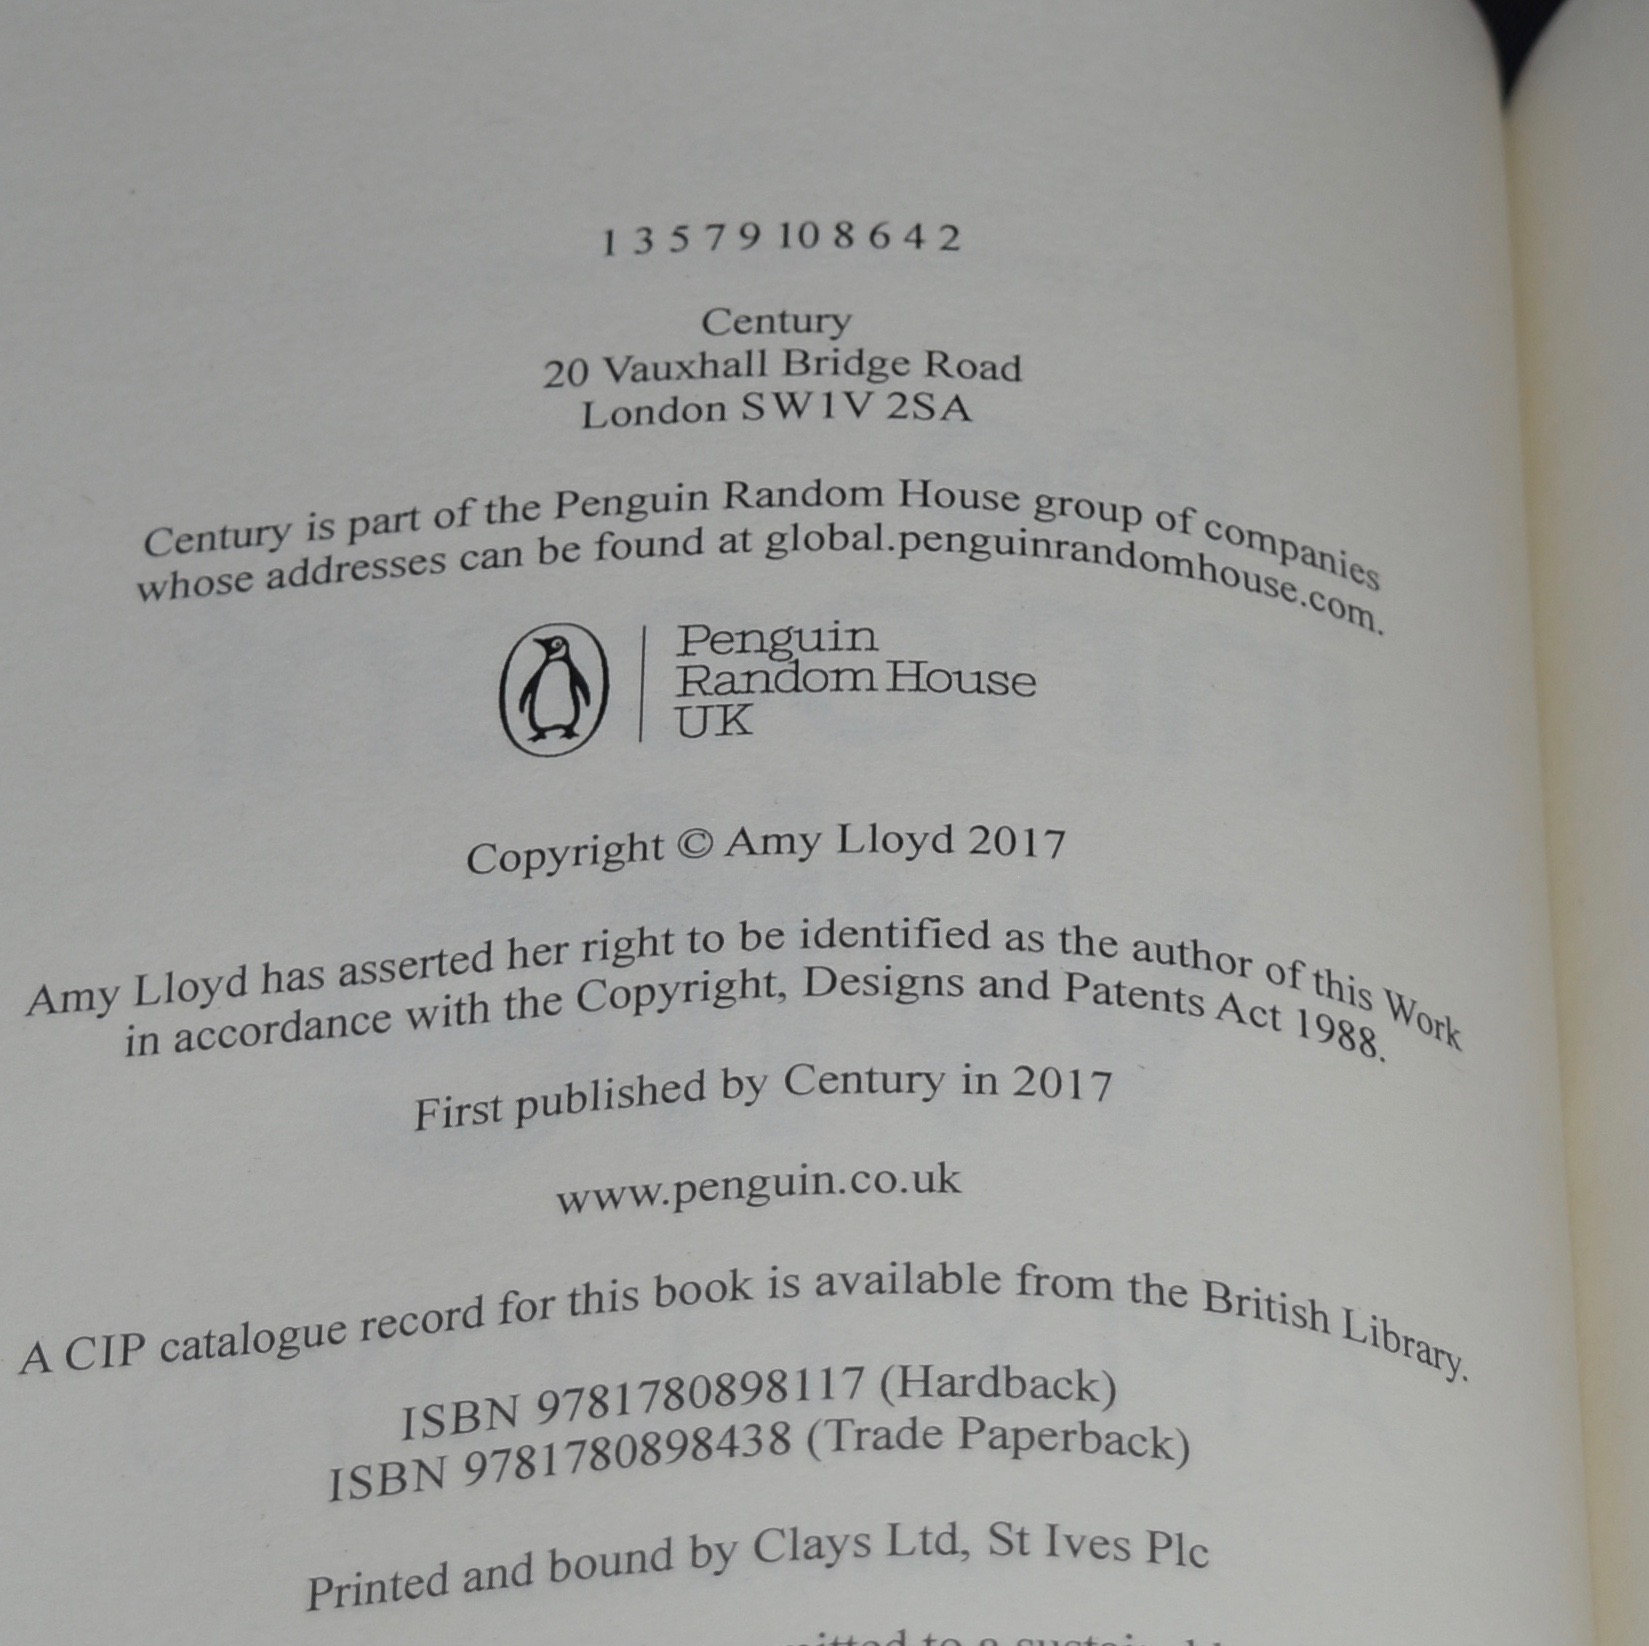 1 3 5 7 9 10 8 6 4 2
Century
20 Vauxhall Bridge Road
London SW1V 2SA
Century is part of the Penguin Random House group of companies
whose addresses can be found at global.penguinrandomhouse.com.
Penguin
Random House
UK
Copyright © Amy Lloyd 2017
Amy Lloyd has asserted her right to be identified as the author of this Work
in accordance with the Copyright, Designs and Patents Act 1988.
First published by Century in 2017
www.penguin.co.uk
A CIP catalogue record for this book is available from the British Library.
ISBN 9781780898117 (Hardback)
ISBN 9781780898438 (Trade Paperback)
Printed and bound by Clays Ltd, St Ives Plc
to a